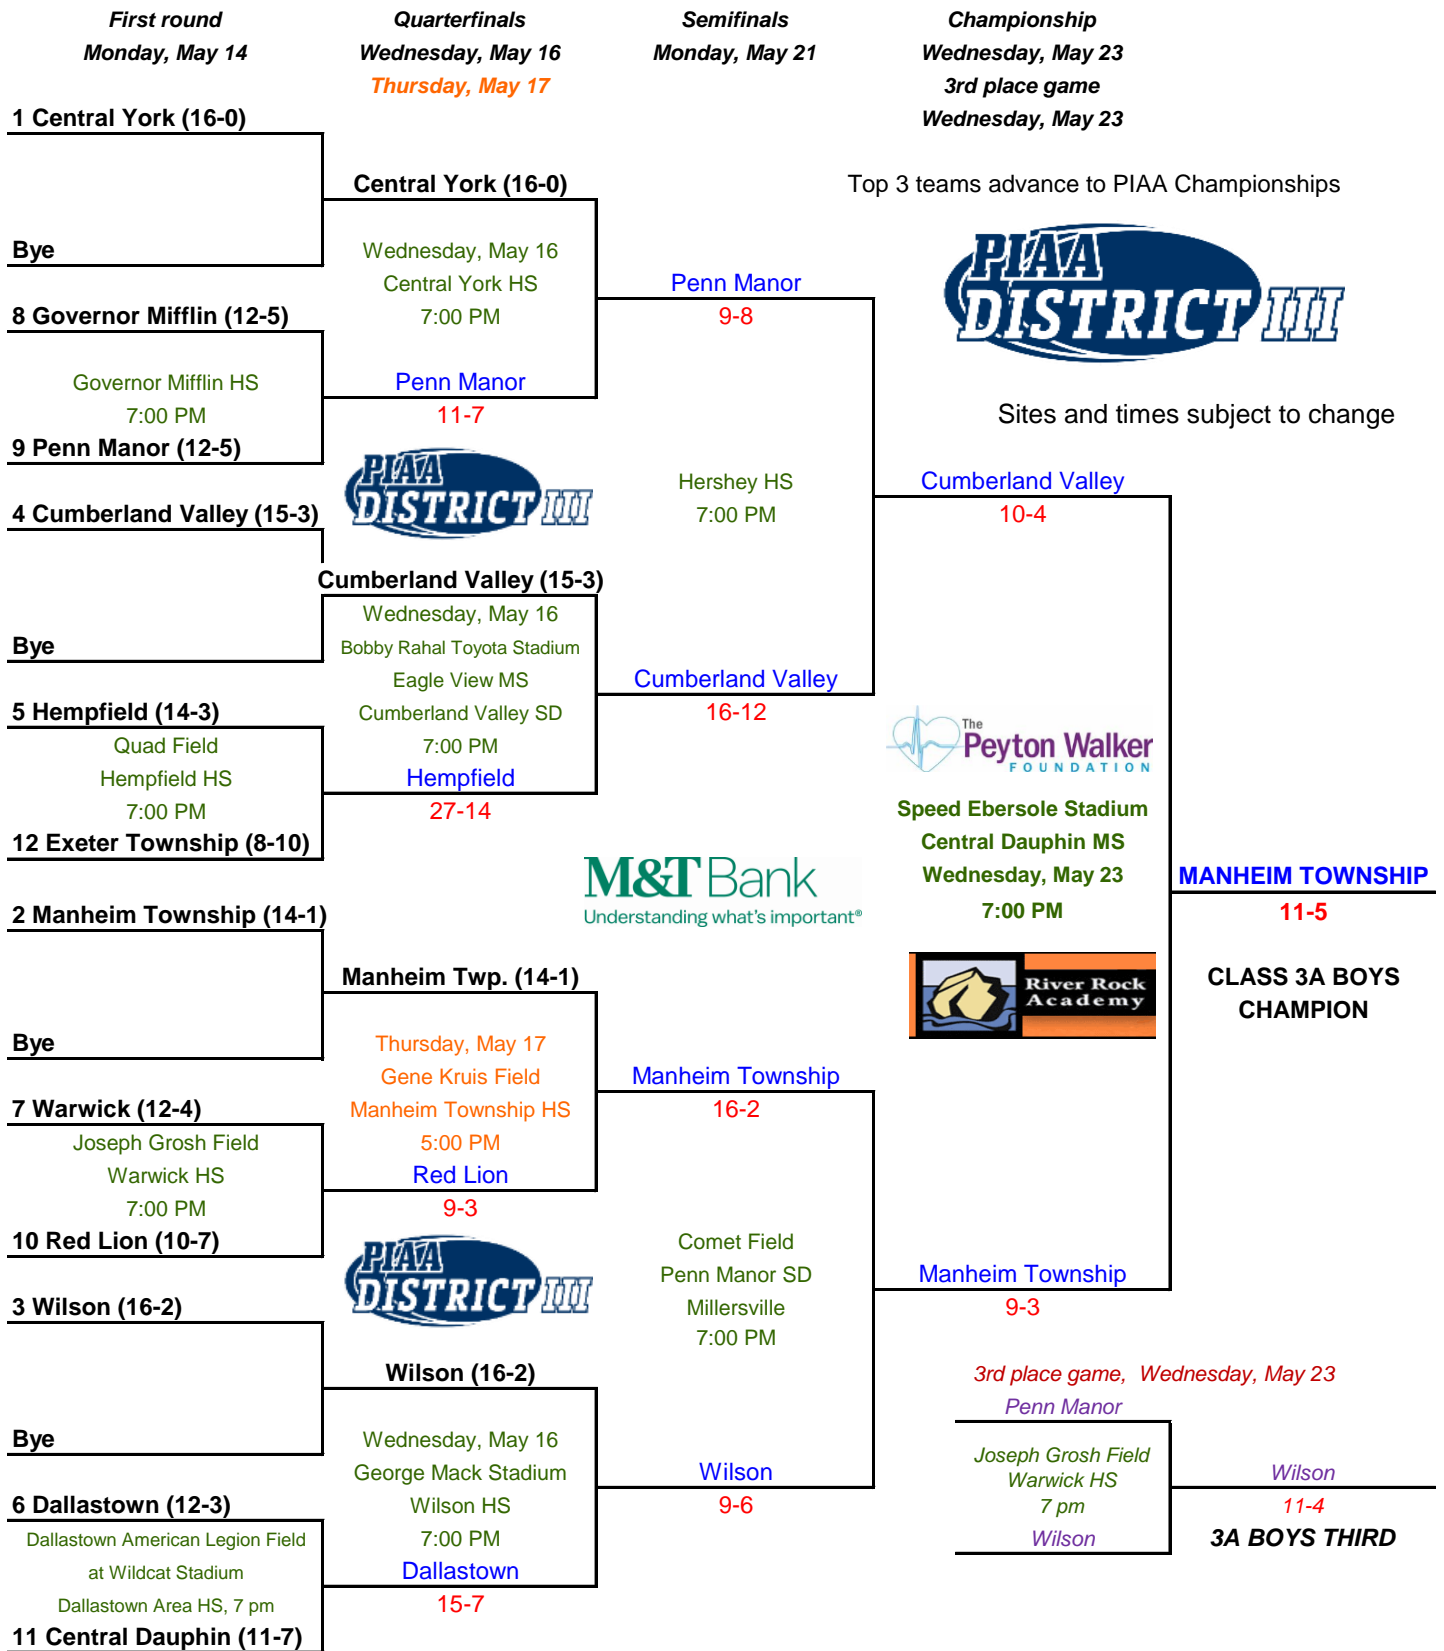 First round
Monday, May 14
Quarterfinals
Wednesday, May 16
Thursday, May 17
Semifinals
Monday, May 21
Championship
Wednesday, May 23
3rd place game
Wednesday, May 23
Top 3 teams advance to PIAA Championships
PIAA
DISTRICT III
Sites and times subject to change
1 Central York (16-0)
Bye
8 Governor Mifflin (12-5)
Governor Mifflin HS
7:00 PM
9 Penn Manor (12-5)
4 Cumberland Valley (15-3)
Bye
5 Hempfield (14-3)
Quad Field
Hempfield HS
7:00 PM
12 Exeter Township (8-10)
2 Manheim Township (14-1)
Bye
7 Warwick (12-4)
Joseph Grosh Field
Warwick HS
7:00 PM
10 Red Lion (10-7)
3 Wilson (16-2)
Bye
6 Dallastown (12-3)
Dallastown American Legion Field
at Wildcat Stadium
Dallastown Area HS, 7 pm
11 Central Dauphin (11-7)
Central York (16-0)
Wednesday, May 16
Central York HS
7:00 PM
Penn Manor
11-7
PIAA
DISTRICT III
Cumberland Valley (15-3)
Wednesday, May 16
Bobby Rahal Toyota Stadium
Eagle View MS
Cumberland Valley SD
7:00 PM
Hempfield
27-14
Manheim Twp. (14-1)
Thursday, May 17
Gene Kruis Field
Manheim Township HS
5:00 PM
Red Lion
9-3
PIAA
DISTRICT III
Wilson (16-2)
Wednesday, May 16
George Mack Stadium
Wilson HS
7:00 PM
Dallastown
15-7
Penn Manor
9-8
Hershey HS
7:00 PM
Cumberland Valley
16-12
M&T Bank
Understanding what's important®
Manheim Township
16-2
Comet Field
Penn Manor SD
Millersville
7:00 PM
Wilson
9-6
Cumberland Valley
10-4
The
Peyton Walker
FOUNDATION
Speed Ebersole Stadium
Central Dauphin MS
Wednesday, May 23
7:00 PM
River Rock
Academy
Manheim Township
9-3
MANHEIM TOWNSHIP
11-5
CLASS 3A BOYS
CHAMPION
3rd place game, Wednesday, May 23
Penn Manor
Joseph Grosh Field
Warwick HS
7 pm
Wilson
Wilson
11-4
3A BOYS THIRD